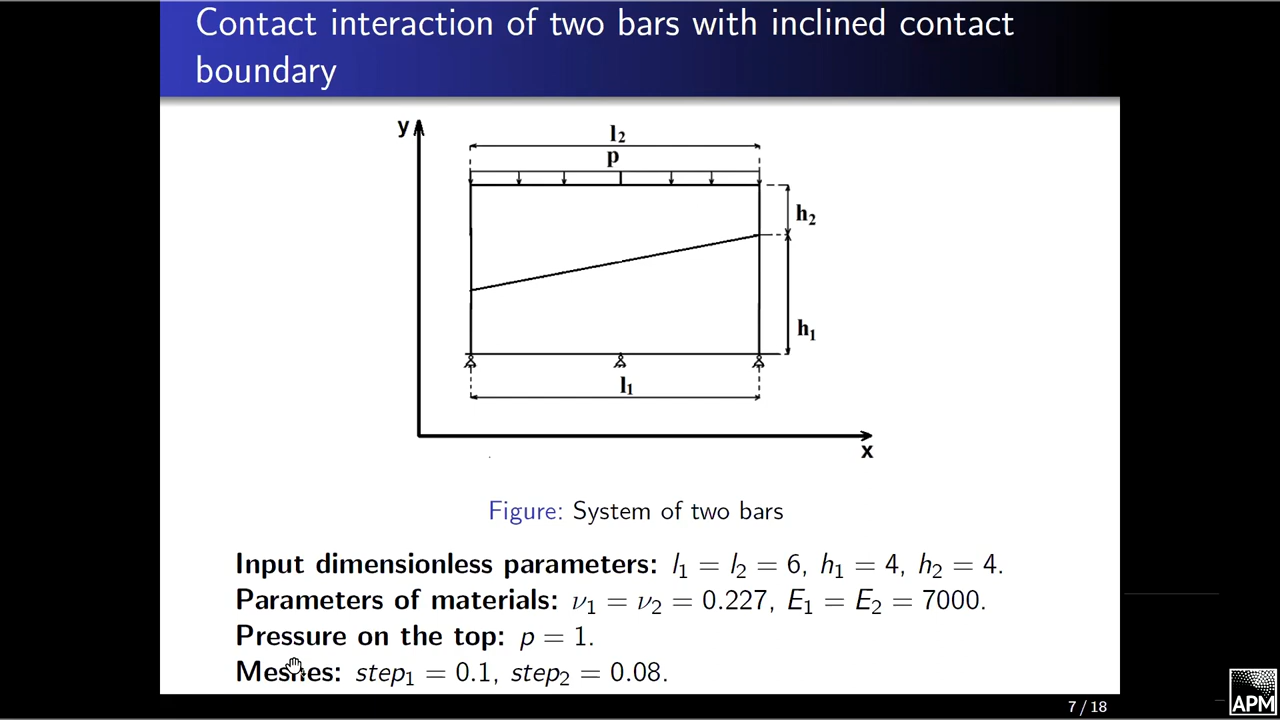 Contact interaction of two bars with inclined contact
boundary
y
l₂
p
h₂
h₁
l₁
x
Figure: System of two bars
Input dimensionless parameters: l₁ = l₂ = 6, h₁ = 4, h₂ = 4.
Parameters of materials: ν₁ = ν₂ = 0.227, E₁ = E₂ = 7000.
Pressure on the top: p = 1.
Meshes: step₁ = 0.1, step₂ = 0.08.
7 / 18
APM